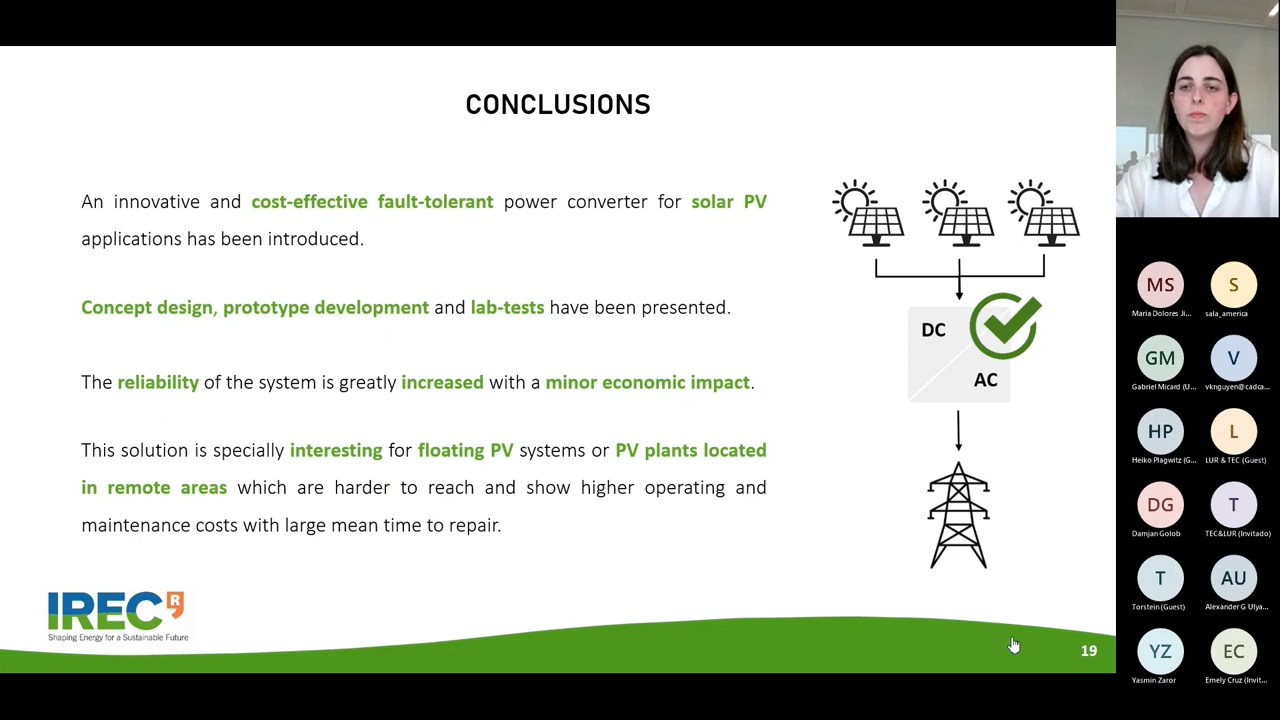 CONCLUSIONS
An innovative and cost-effective fault-tolerant power converter for solar PV
applications has been introduced.
Concept design, prototype development and lab-tests have been presented.
The reliability of the system is greatly increased with a minor economic impact.
This solution is specially interesting for floating PV systems or PV plants located
in remote areas which are harder to reach and show higher operating and
maintenance costs with large mean time to repair.
DC
AC
IREC R
Shaping Energy for a Sustainable Future
19
MS
Maria Dolores Ji...
S
sala_america
GM
Gabriel Micard (U...
V
vknguyen@cadca...
HP
Heiko Plagwitz (G...
L
LUR & TEC (Guest)
DG
Damjan Golob
T
TEC&LUR (Invitado)
T
Torstein (Guest)
AU
Alexander G Ulya...
YZ
Yasmin Zaror
EC
Emely Cruz (Invit...